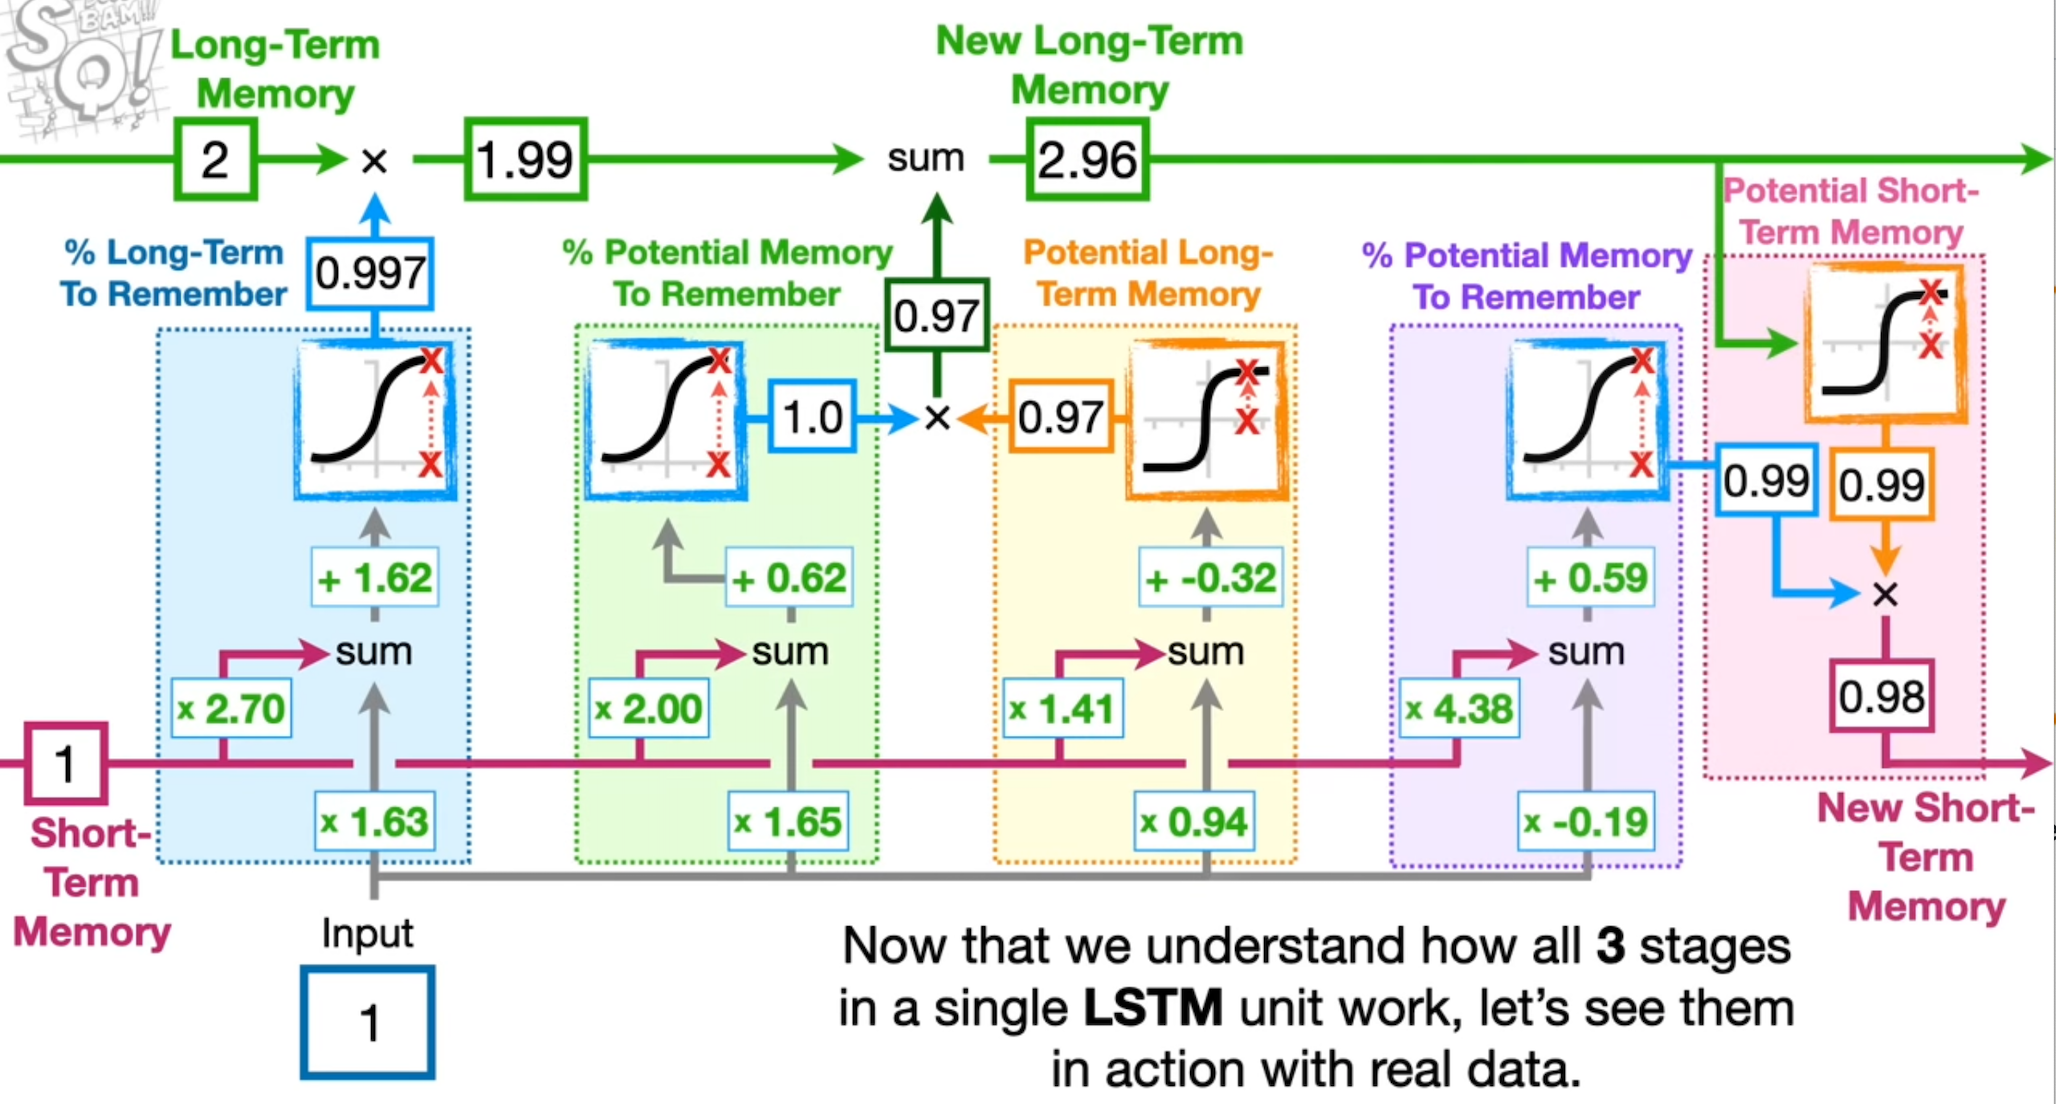 SQ!
BAM!!
Long-Term
Memory
New Long-Term
Memory
2
×
1.99
sum
2.96
Potential Short-
Term Memory
% Long-Term
To Remember
0.997
% Potential Memory
To Remember
0.97
Potential Long-
Term Memory
% Potential Memory
To Remember
1.0
×
0.97
0.99
0.99
×
+ 1.62
+ 0.62
+ -0.32
+ 0.59
sum
sum
sum
sum
x 2.70
x 2.00
x 1.41
x 4.38
0.98
1
Short-
Term
Memory
x 1.63
x 1.65
x 0.94
x -0.19
New Short-
Term
Memory
Input
1
Now that we understand how all 3 stages
in a single LSTM unit work, let’s see them
in action with real data.